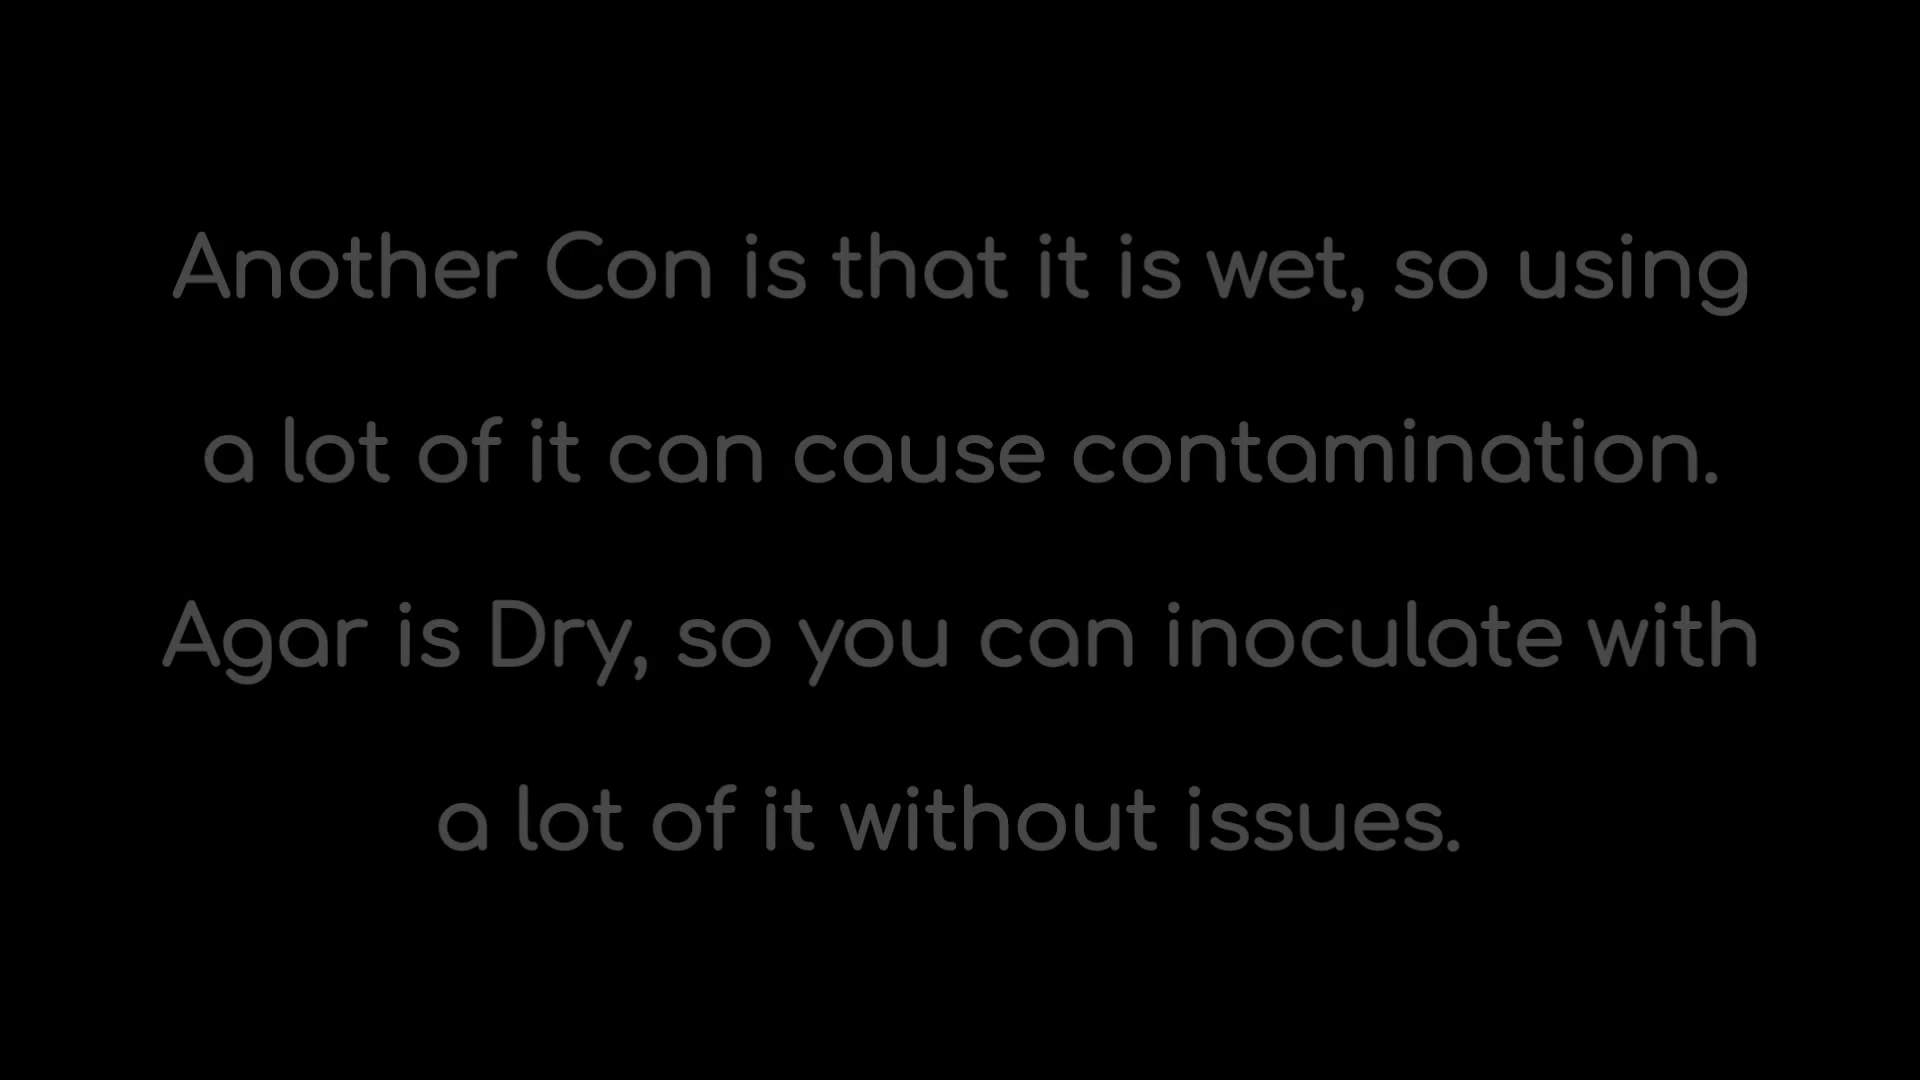 Another Con is that it is wet, so using
a lot of it can cause contamination.
Agar is Dry, so you can inoculate with
a lot of it without issues.